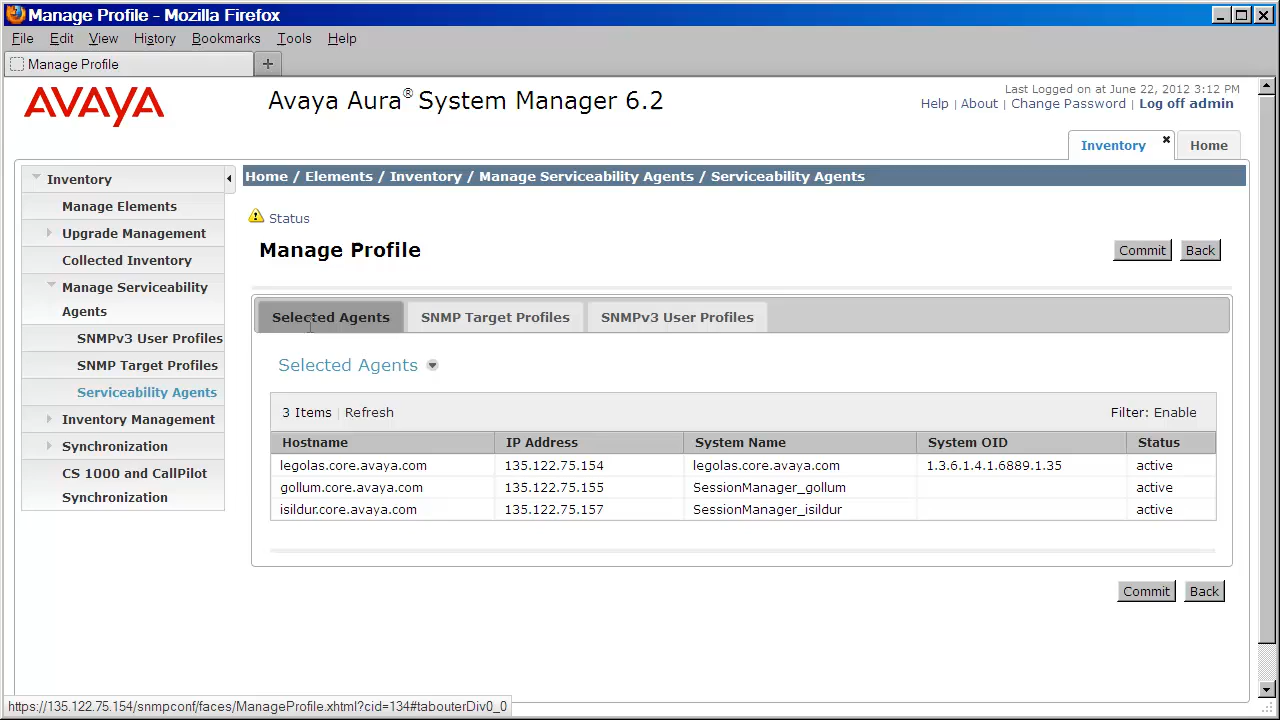 Manage Profile - Mozilla Firefox
File Edit View History Bookmarks Tools Help
Manage Profile
AVAYA
Avaya Aura® System Manager 6.2
Last Logged on at June 22, 2012 3:12 PM
Help | About | Change Password | Log off admin
Inventory Home
Inventory
Manage Elements
Upgrade Management
Collected Inventory
Manage Serviceability
Agents
SNMPv3 User Profiles
SNMP Target Profiles
Serviceability Agents
Inventory Management
Synchronization
CS 1000 and CallPilot
Synchronization
Home / Elements / Inventory / Manage Serviceability Agents / Serviceability Agents
Status
Manage Profile
Commit Back
Selected Agents SNMP Target Profiles SNMPv3 User Profiles
Selected Agents
3 Items | Refresh Filter: Enable
Hostname IP Address System Name System OID Status
legolas.core.avaya.com 135.122.75.154 legolas.core.avaya.com 1.3.6.1.4.1.6889.1.35 active
gollum.core.avaya.com 135.122.75.155 SessionManager_gollum active
isildur.core.avaya.com 135.122.75.157 SessionManager_isildur active
Commit Back
https://135.122.75.154/snmpconf/faces/ManageProfile.xhtml?cid=134#tabouterDiv0_0